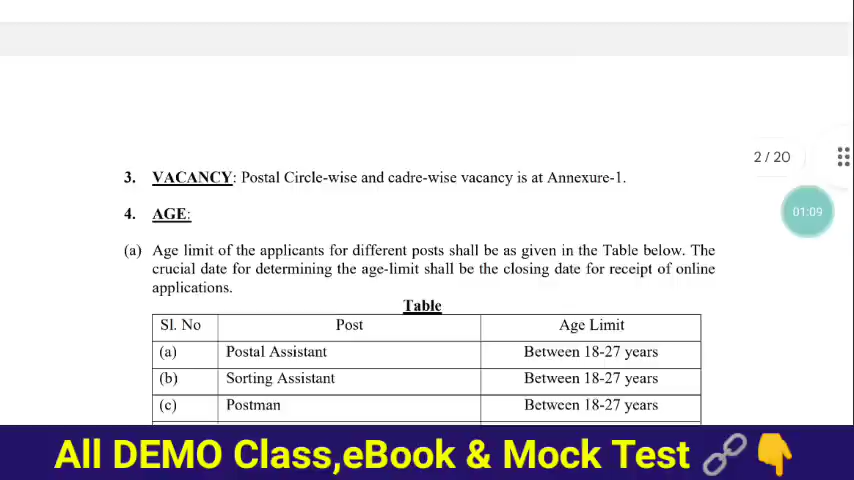 2 / 20
3. VACANCY: Postal Circle-wise and cadre-wise vacancy is at Annexure-1.
01:09
4. AGE:
(a) Age limit of the applicants for different posts shall be as given in the Table below. The
crucial date for determining the age-limit shall be the closing date for receipt of online
applications.
Table
Sl. No Post Age Limit
(a) Postal Assistant Between 18-27 years
(b) Sorting Assistant Between 18-27 years
(c) Postman Between 18-27 years
All DEMO Class,eBook & Mock Test 🔗👇